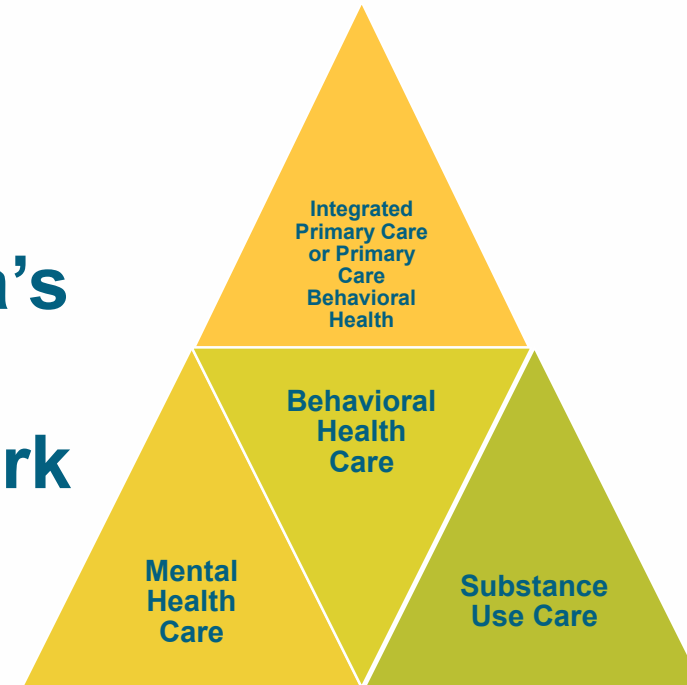 a's
rk
Integrated
Primary Care
or Primary
Care
Behavioral
Health
Behavioral
Health
Care
Mental
Health
Care
Substance
Use Care